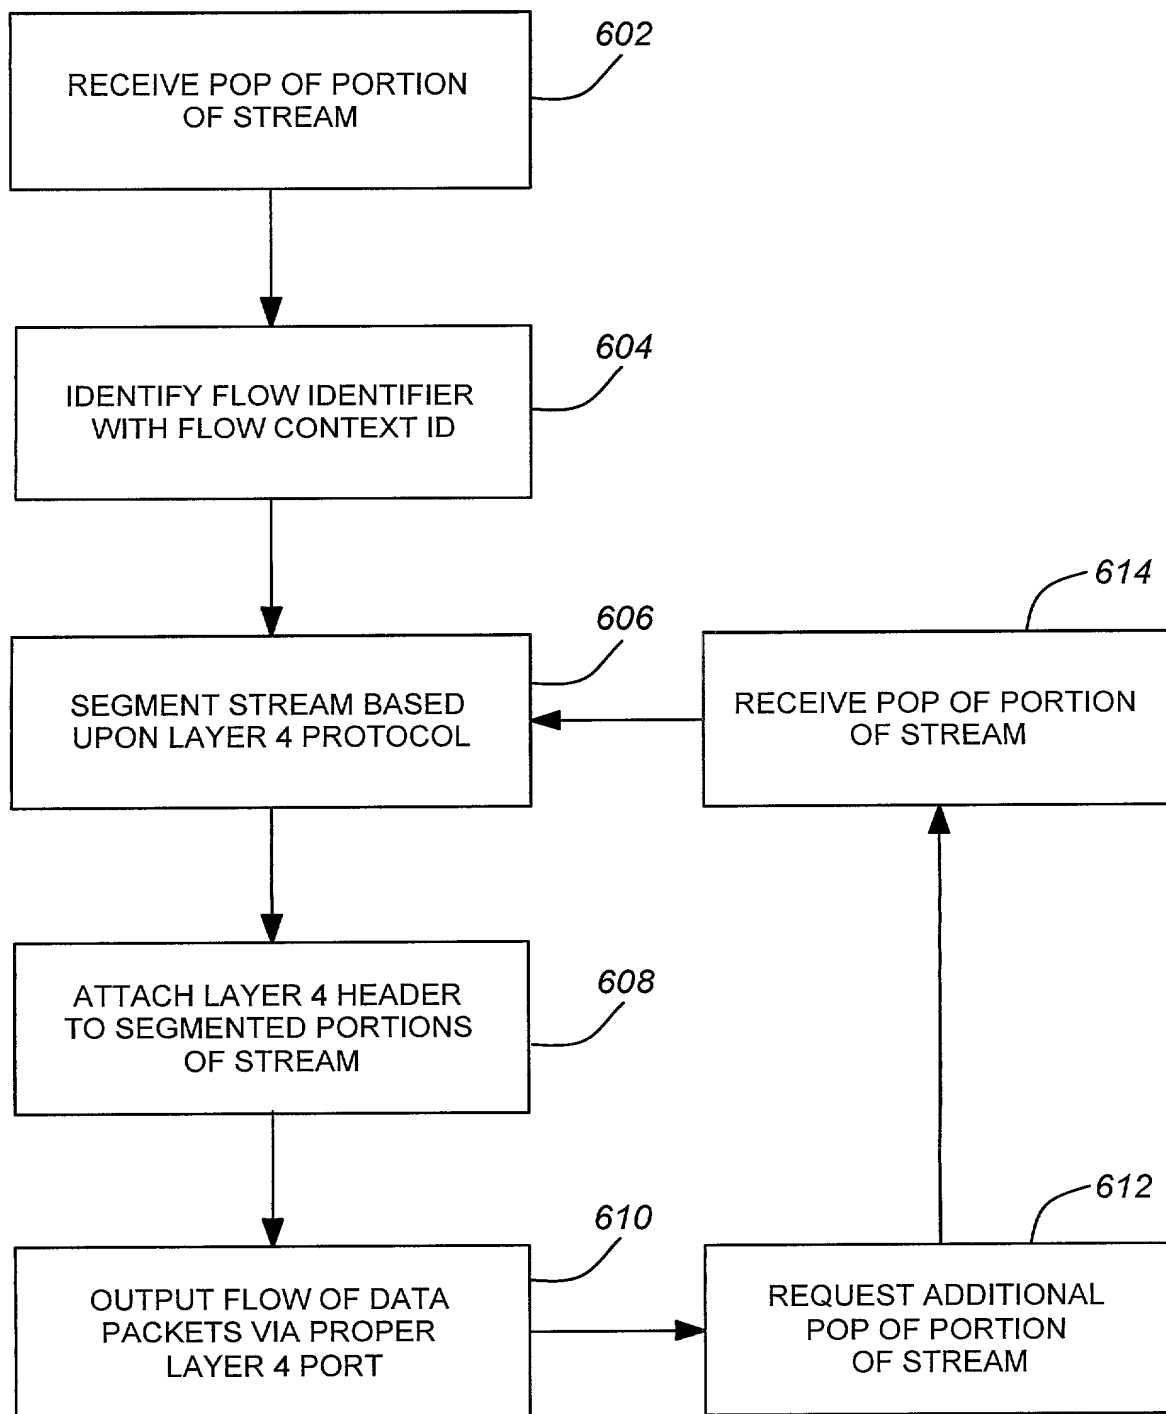 602
RECEIVE POP OF PORTION
OF STREAM
604
IDENTIFY FLOW IDENTIFIER
WITH FLOW CONTEXT ID
606
SEGMENT STREAM BASED
UPON LAYER 4 PROTOCOL
614
RECEIVE POP OF PORTION
OF STREAM
608
ATTACH LAYER 4 HEADER
TO SEGMENTED PORTIONS
OF STREAM
610
OUTPUT FLOW OF DATA
PACKETS VIA PROPER
LAYER 4 PORT
612
REQUEST ADDITIONAL
POP OF PORTION
OF STREAM